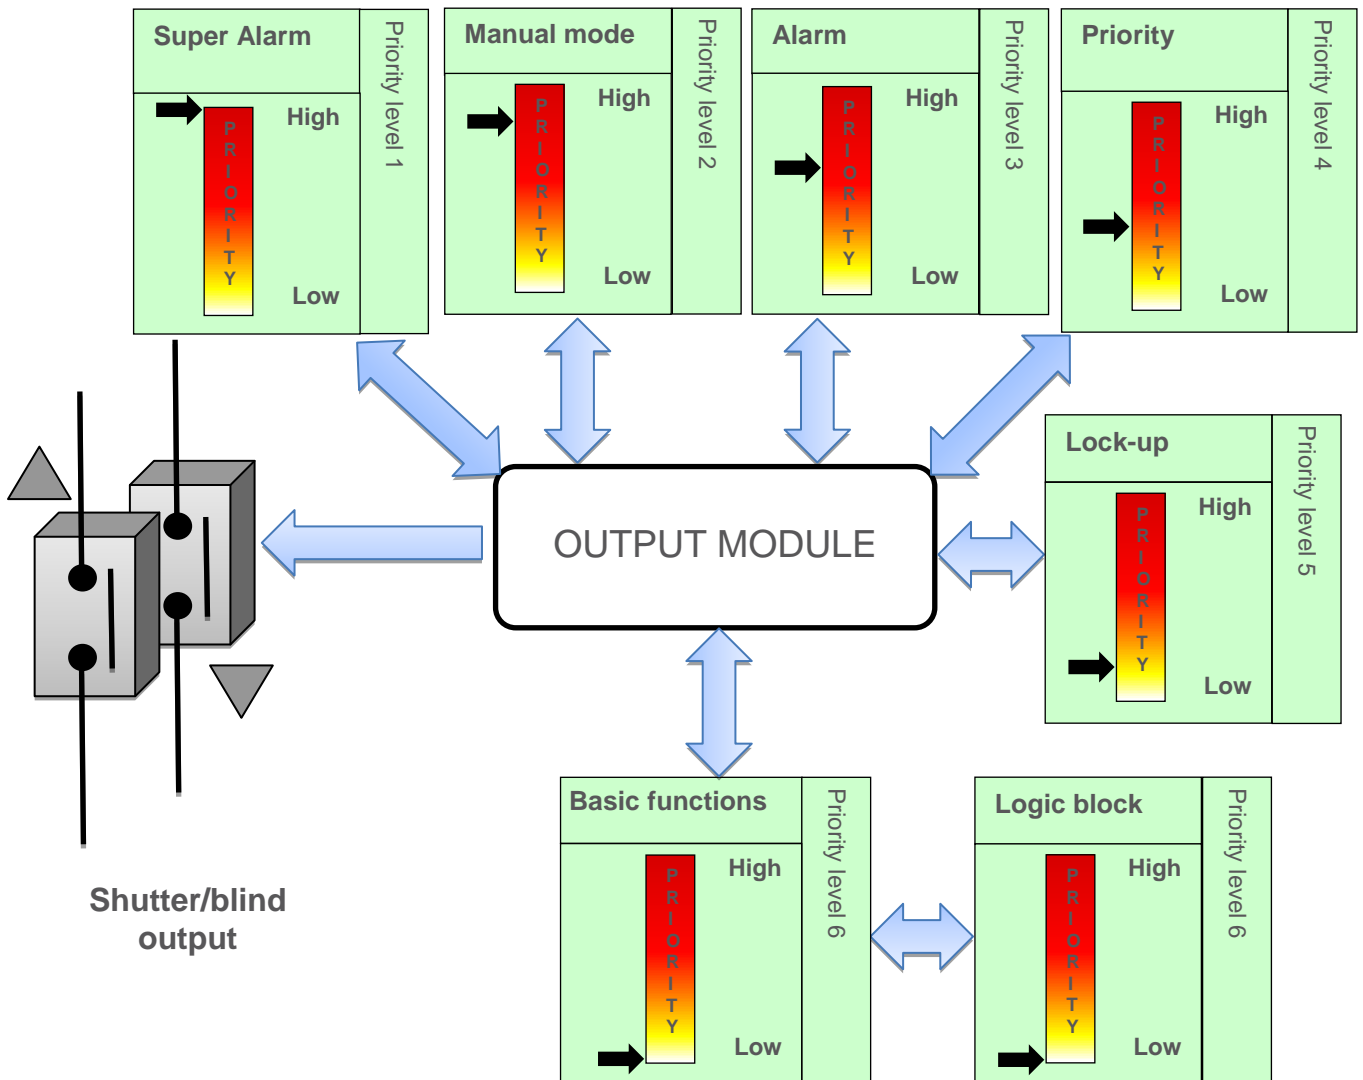 Super Alarm
Priority level 1
High
PRIORITY
Low
Manual mode
Priority level 2
High
PRIORITY
Low
Alarm
Priority level 3
High
PRIORITY
Low
Priority
Priority level 4
High
PRIORITY
Low
Lock-up
Priority level 5
High
PRIORITY
Low
OUTPUT MODULE
Basic functions
Priority level 6
High
PRIORITY
Low
Logic block
Priority level 6
High
PRIORITY
Low
Shutter/blind
output